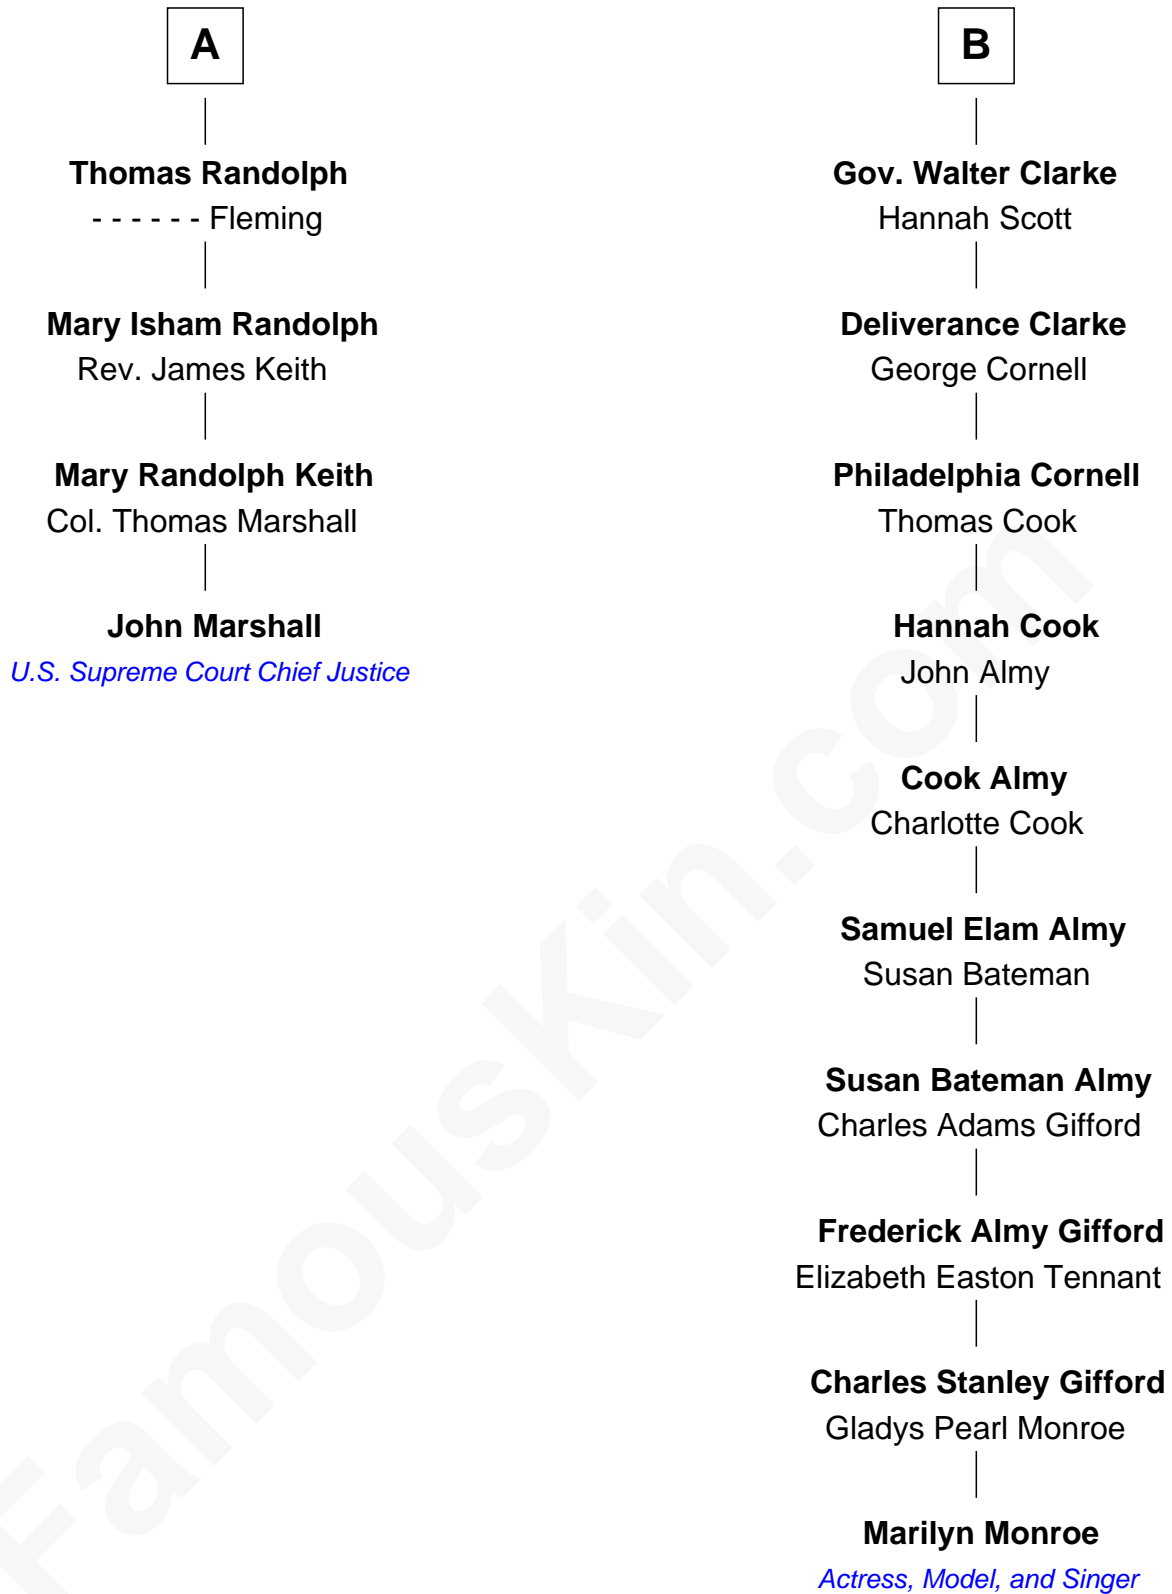 A
Thomas Randolph
- - - - - - Fleming
Mary Isham Randolph
Rev. James Keith
Mary Randolph Keith
Col. Thomas Marshall
John Marshall
U.S. Supreme Court Chief Justice
B
Gov. Walter Clarke
Hannah Scott
Deliverance Clarke
George Cornell
Philadelphia Cornell
Thomas Cook
Hannah Cook
John Almy
Cook Almy
Charlotte Cook
Samuel Elam Almy
Susan Bateman
Susan Bateman Almy
Charles Adams Gifford
Frederick Almy Gifford
Elizabeth Easton Tennant
Charles Stanley Gifford
Gladys Pearl Monroe
Marilyn Monroe
Actress, Model, and Singer
FamousKin.com